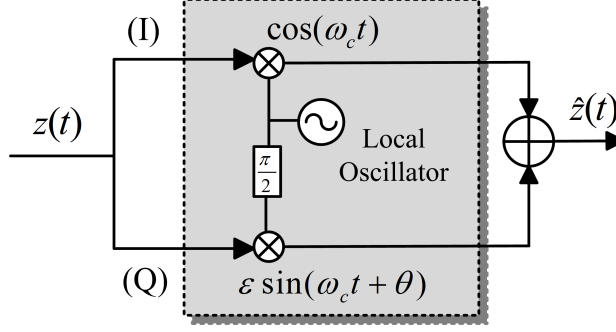 (I)
cos(ω_c t)
z(t)
ẑ(t)
π/2
Local
Oscillator
(Q)
ε sin(ω_c t + θ)